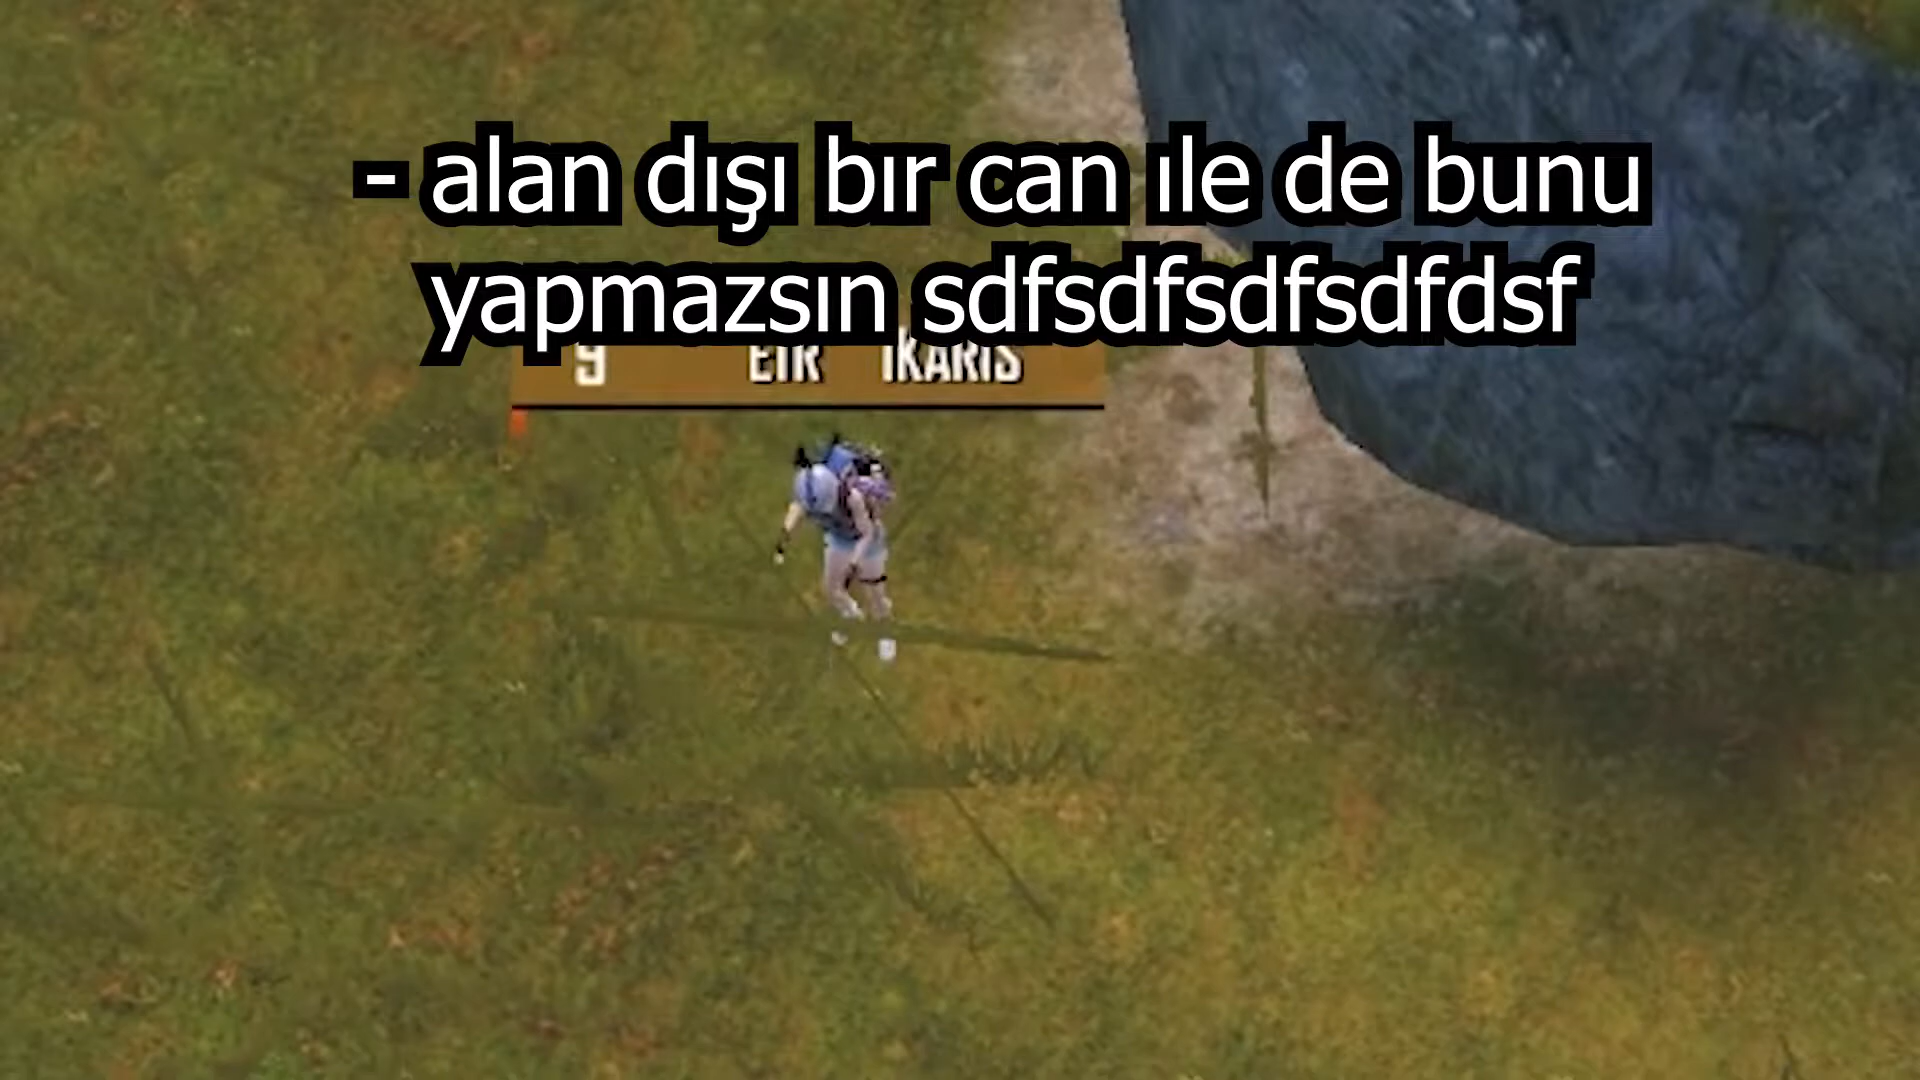 - alan dışı bır can ıle de bunu
yapmazsın sdfsdfsdfsdfdsf
9 EIR IKARIS